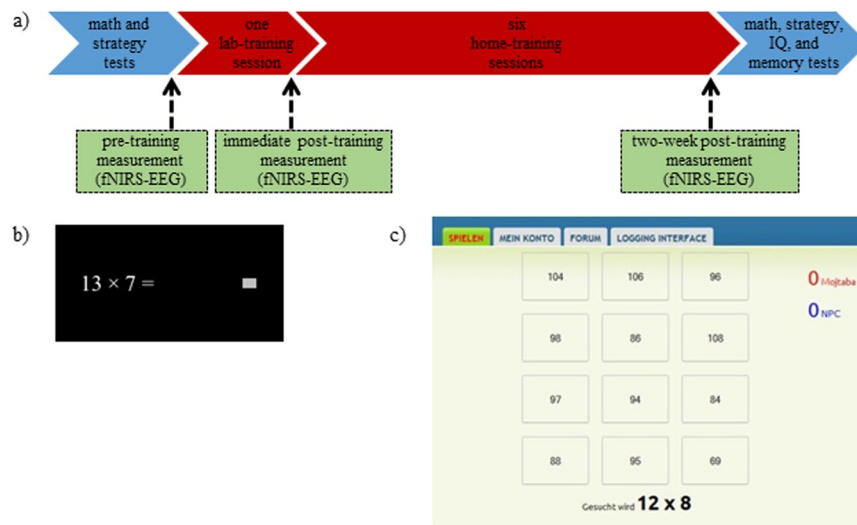 a)
math and
strategy
tests
one
lab-training
session
six
home-training
sessions
math, strategy,
IQ, and
memory tests
pre-training
measurement
(fNIRS-EEG)
immediate post-training
measurement
(fNIRS-EEG)
two-week post-training
measurement
(fNIRS-EEG)
b)
13 × 7 =
c)
SPIELEN MEIN KONTO FORUM LOGGING INTERFACE
104 106 96
0 Mojtaba
0 NPC
98 86 108
97 94 84
88 95 69
Gesucht wird 12 x 8